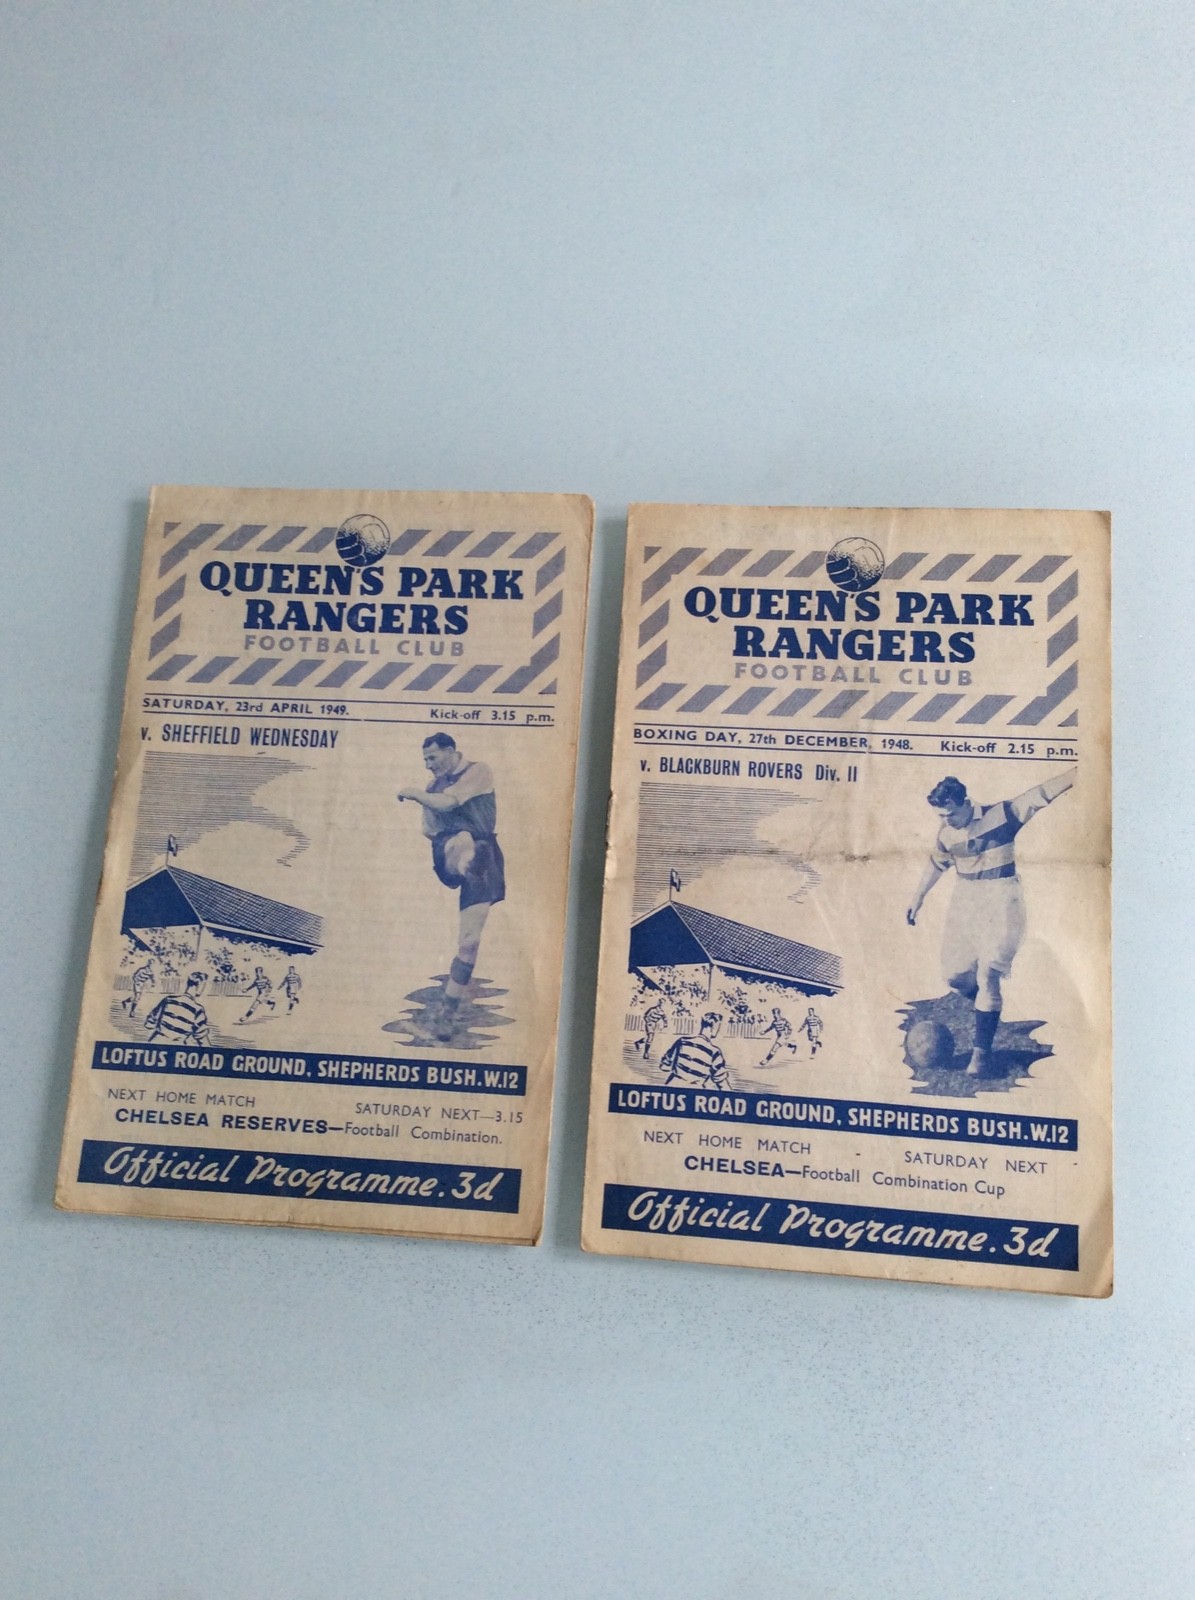 QUEEN'S PARK
RANGERS
FOOTBALL CLUB
SATURDAY, 23rd APRIL 1949. Kick-off 3.15 p.m.
v. SHEFFIELD WEDNESDAY
LOFTUS ROAD GROUND, SHEPHERDS BUSH.W.12
NEXT HOME MATCH SATURDAY NEXT—3.15
CHELSEA RESERVES—Football Combination.
Official Programme. 3d
QUEEN'S PARK
RANGERS
FOOTBALL CLUB
BOXING DAY, 27th DECEMBER, 1948. Kick-off 2.15 p.m.
v. BLACKBURN ROVERS Div. II
LOFTUS ROAD GROUND, SHEPHERDS BUSH.W.12
NEXT HOME MATCH - SATURDAY NEXT -
CHELSEA—Football Combination Cup
Official Programme. 3d